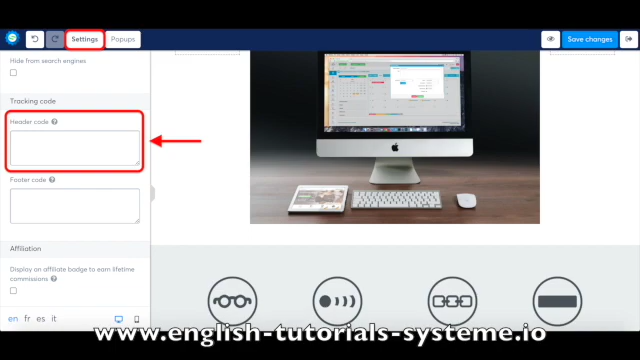 Settings
Popups
Save changes
Hide from search engines
Tracking code
Header code
Footer code
Affiliation
Display an affiliate badge to earn lifetime
commissions
en fr es it
www.english-tutorials-systeme.io